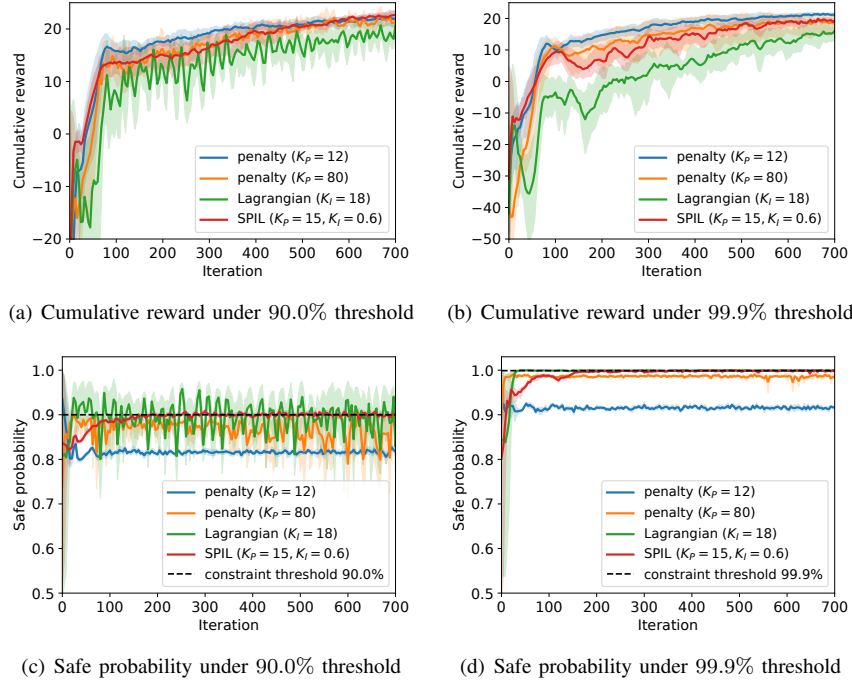 20
10
0
−10
−20
0 100 200 300 400 500 600 700
Cumulative reward
Iteration
penalty (K_P = 12)
penalty (K_P = 80)
Lagrangian (K_I = 18)
SPIL (K_P = 15, K_I = 0.6)
(a) Cumulative reward under 90.0% threshold
20
10
0
−10
−20
−30
−40
−50
0 100 200 300 400 500 600 700
Cumulative reward
Iteration
penalty (K_P = 12)
penalty (K_P = 80)
Lagrangian (K_I = 18)
SPIL (K_P = 15, K_I = 0.6)
(b) Cumulative reward under 99.9% threshold
1.0
0.9
0.8
0.7
0.6
0.5
0 100 200 300 400 500 600 700
Safe probability
Iteration
penalty (K_P = 12)
penalty (K_P = 80)
Lagrangian (K_I = 18)
SPIL (K_P = 15, K_I = 0.6)
constraint threshold 90.0%
(c) Safe probability under 90.0% threshold
1.0
0.9
0.8
0.7
0.6
0.5
0 100 200 300 400 500 600 700
Safe probability
Iteration
penalty (K_P = 12)
penalty (K_P = 80)
Lagrangian (K_I = 18)
SPIL (K_P = 15, K_I = 0.6)
constraint threshold 99.9%
(d) Safe probability under 99.9% threshold